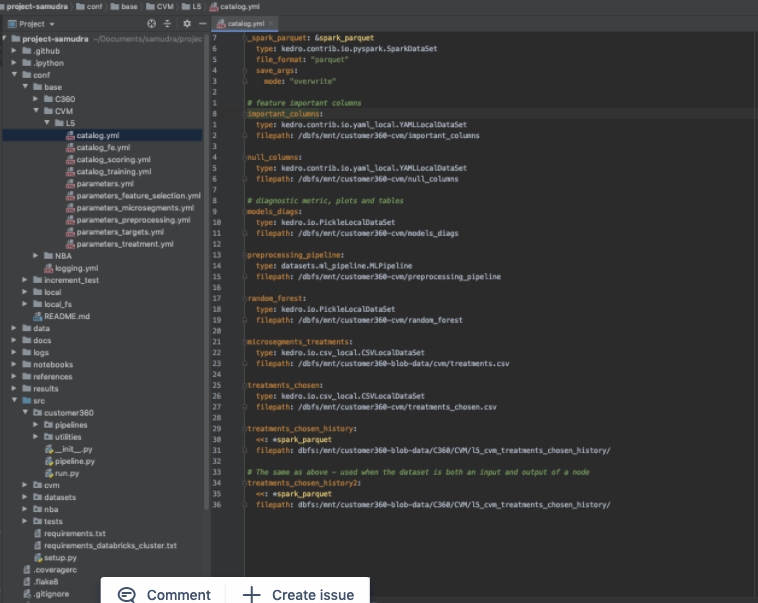 project-samudra conf base CVM L5 catalog.yml
Project
catalog.yml
project-samudra ~/Documents/samudra/projec
.github
.ipython
conf
base
C360
CVM
L5
catalog.yml
catalog_fe.yml
catalog_scoring.yml
catalog_training.yml
parameters.yml
parameters_feature_selection.yml
parameters_microsegments.yml
parameters_preprocessing.yml
parameters_targets.yml
parameters_treatment.yml
NBA
logging.yml
increment_test
local
local_fs
README.md
data
docs
logs
notebooks
references
results
src
customer360
pipelines
utilities
__init__.py
pipeline.py
run.py
cvm
datasets
nba
tests
requirements.txt
requirements_databricks_cluster.txt
setup.py
.coveragerc
.flake8
.gitignore
7 _spark_parquet: &spark_parquet
6 type: kedro.contrib.io.pyspark.SparkDataSet
5 file_format: "parquet"
4 save_args:
3 mode: "overwrite"
2
1 # feature important columns
8 important_columns:
1 type: kedro.contrib.io.yaml_local.YAMLLocalDataSet
2 filepath: /dbfs/mnt/customer360-cvm/important_columns
3
4 null_columns:
5 type: kedro.contrib.io.yaml_local.YAMLLocalDataSet
6 filepath: /dbfs/mnt/customer360-cvm/null_columns
7
8 # diagnostic metric, plots and tables
9 models_diags:
10 type: kedro.io.PickleLocalDataSet
11 filepath: /dbfs/mnt/customer360-cvm/models_diags
12
13 preprocessing_pipeline:
14 type: datasets.ml_pipeline.MLPipeline
15 filepath: /dbfs/mnt/customer360-cvm/preprocessing_pipeline
16
17 random_forest:
18 type: kedro.io.PickleLocalDataSet
19 filepath: /dbfs/mnt/customer360-cvm/random_forest
20
21 microsegments_treatments:
22 type: kedro.io.csv_local.CSVLocalDataSet
23 filepath: /dbfs/mnt/customer360-blob-data/cvm/treatments.csv
24
25 treatments_chosen:
26 type: kedro.io.csv_local.CSVLocalDataSet
27 filepath: /dbfs/mnt/customer360-cvm/treatments_chosen.csv
28
29 treatments_chosen_history:
30 <<: *spark_parquet
31 filepath: dbfs:/mnt/customer360-blob-data/C360/CVM/l5_cvm_treatments_chosen_history/
32
33 # The same as above - used when the dataset is both an input and output of a node
34 treatments_chosen_history2:
35 <<: *spark_parquet
36 filepath: dbfs:/mnt/customer360-blob-data/C360/CVM/l5_cvm_treatments_chosen_history/
Comment
Create issue